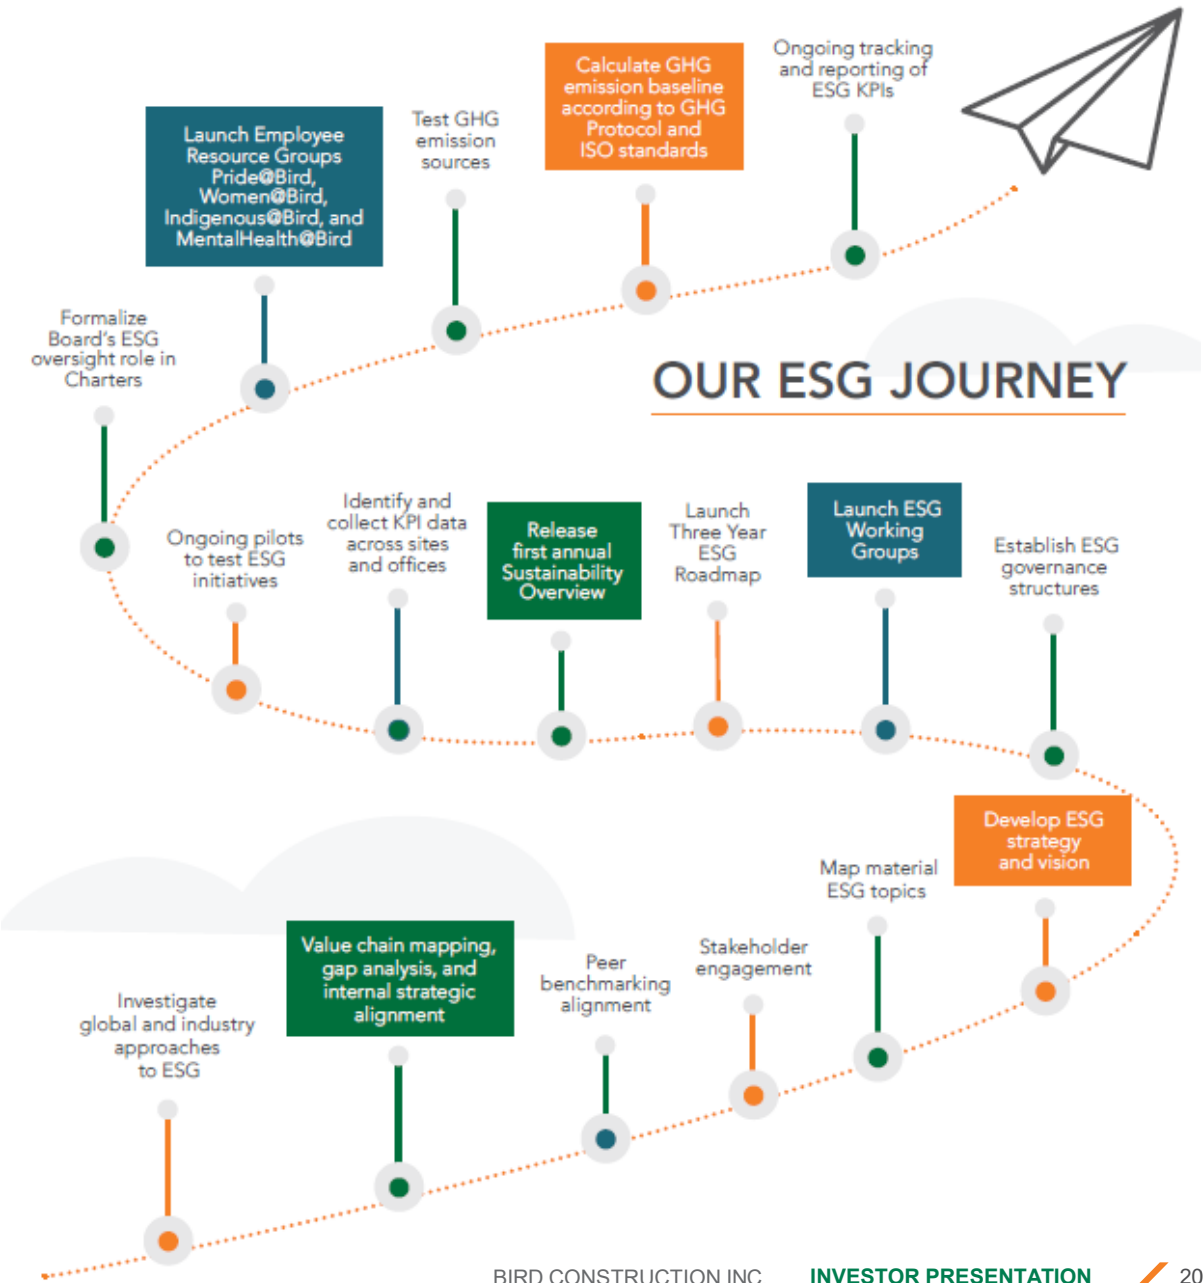 Ongoing tracking
and reporting of
ESG KPIs
Calculate GHG
emission baseline
according to GHG
Protocol and
ISO standards
Test GHG
emission
sources
Launch Employee
Resource Groups
Pride@Bird,
Women@Bird,
Indigenous@Bird, and
MentalHealth@Bird
Formalize
Board's ESG
oversight role in
Charters
OUR ESG JOURNEY
Ongoing pilots
to test ESG
initiatives
Identify and
collect KPI data
across sites
and offices
Release
first annual
Sustainability
Overview
Launch
Three Year
ESG
Roadmap
Launch ESG
Working
Groups
Establish ESG
governance
structures
Develop ESG
strategy
and vision
Map material
ESG topics
Stakeholder
engagement
Peer
benchmarking
alignment
Value chain mapping,
gap analysis, and
internal strategic
alignment
Investigate
global and industry
approaches
to ESG
BIRD CONSTRUCTION INC INVESTOR PRESENTATION 20